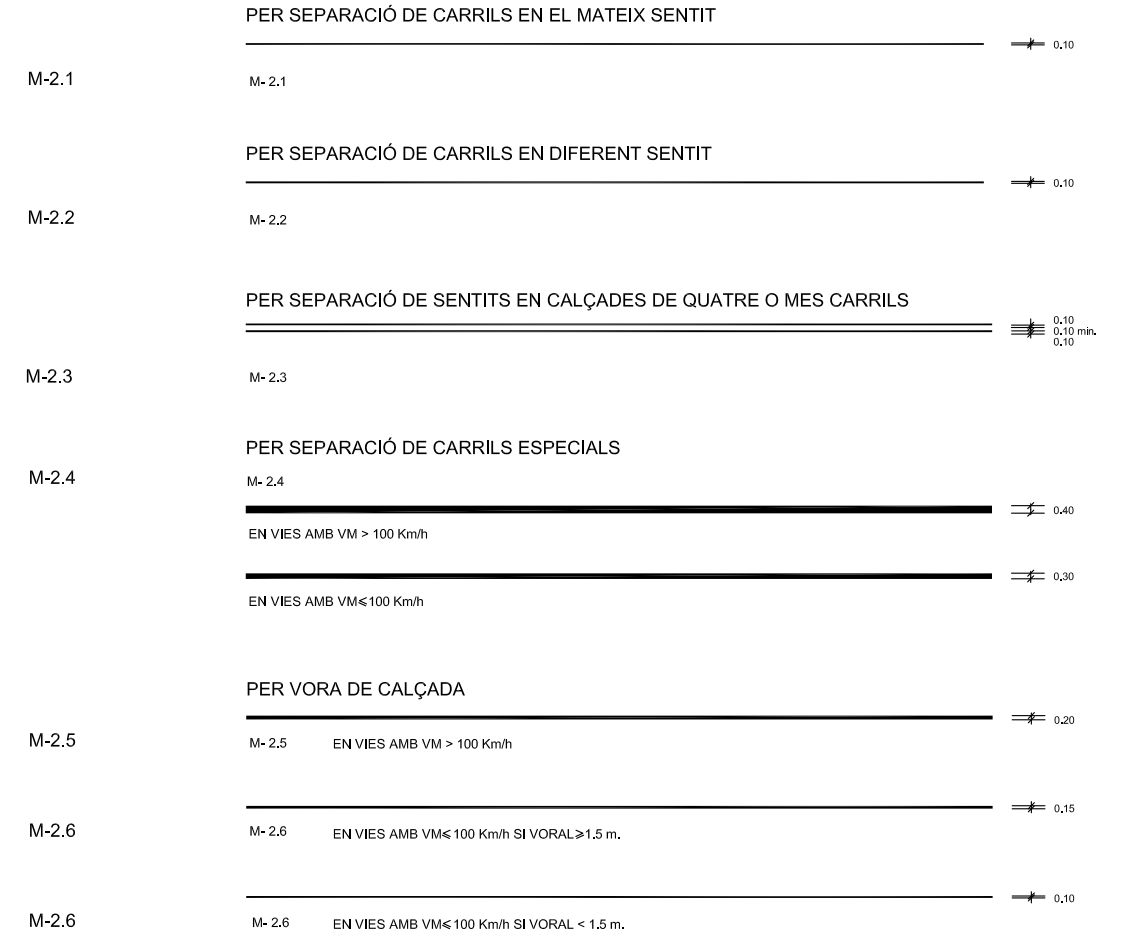 PER SEPARACIÓ DE CARRILS EN EL MATEIX SENTIT
0.10
M-2.1 M- 2.1
PER SEPARACIÓ DE CARRILS EN DIFERENT SENTIT
0.10
M-2.2 M- 2.2
PER SEPARACIÓ DE SENTITS EN CALÇADES DE QUATRE O MES CARRILS
0.10
0.10 min.
0.10
M-2.3 M- 2.3
PER SEPARACIÓ DE CARRILS ESPECIALS
M-2.4 M- 2.4
0.40
EN VIES AMB VM > 100 Km/h
0.30
EN VIES AMB VM⩽100 Km/h
PER VORA DE CALÇADA
0.20
M-2.5 M- 2.5 EN VIES AMB VM > 100 Km/h
0.15
M-2.6 M- 2.6 EN VIES AMB VM⩽100 Km/h SI VORAL⩾1.5 m.
0.10
M-2.6 M- 2.6 EN VIES AMB VM⩽100 Km/h SI VORAL < 1.5 m.